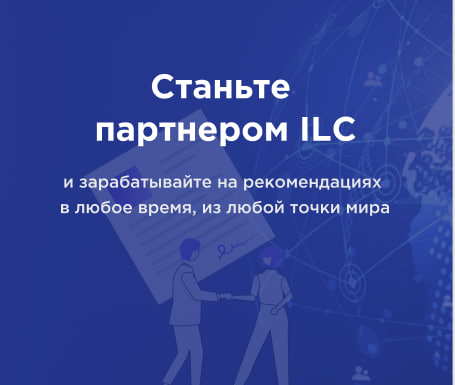 Станьте
партнером ILC
и зарабатывайте на рекомендациях
в любое время, из любой точки мира